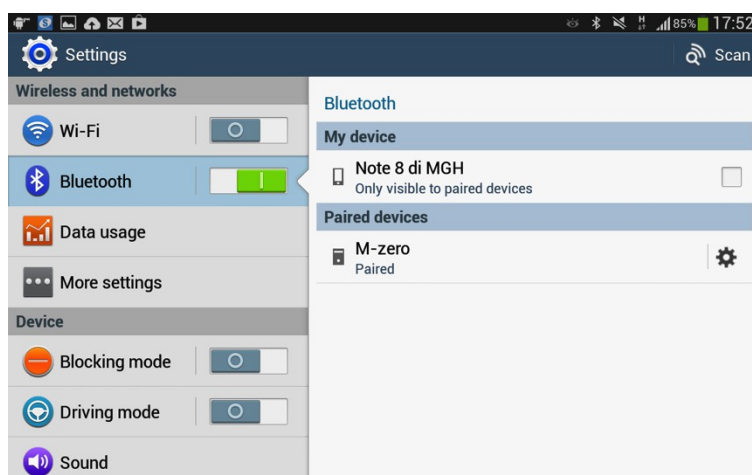 H 85% 17:52
Settings
Scan
Wireless and networks
Wi-Fi
Bluetooth
Data usage
More settings
Device
Blocking mode
Driving mode
Sound
Bluetooth
My device
Note 8 di MGH
Only visible to paired devices
Paired devices
M-zero
Paired